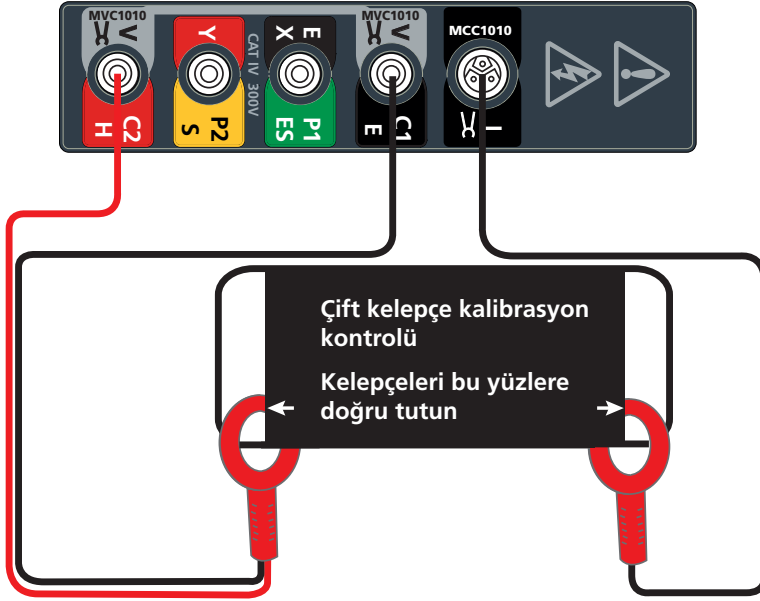 MVC1010
V
C2
H
Y
P2
S
CAT IV 300V
E
X
P1
ES
MVC1010
V
C1
E
MCC1010
I
Çift kelepçe kalibrasyon
kontrolü
Kelepçeleri bu yüzlere
doğru tutun